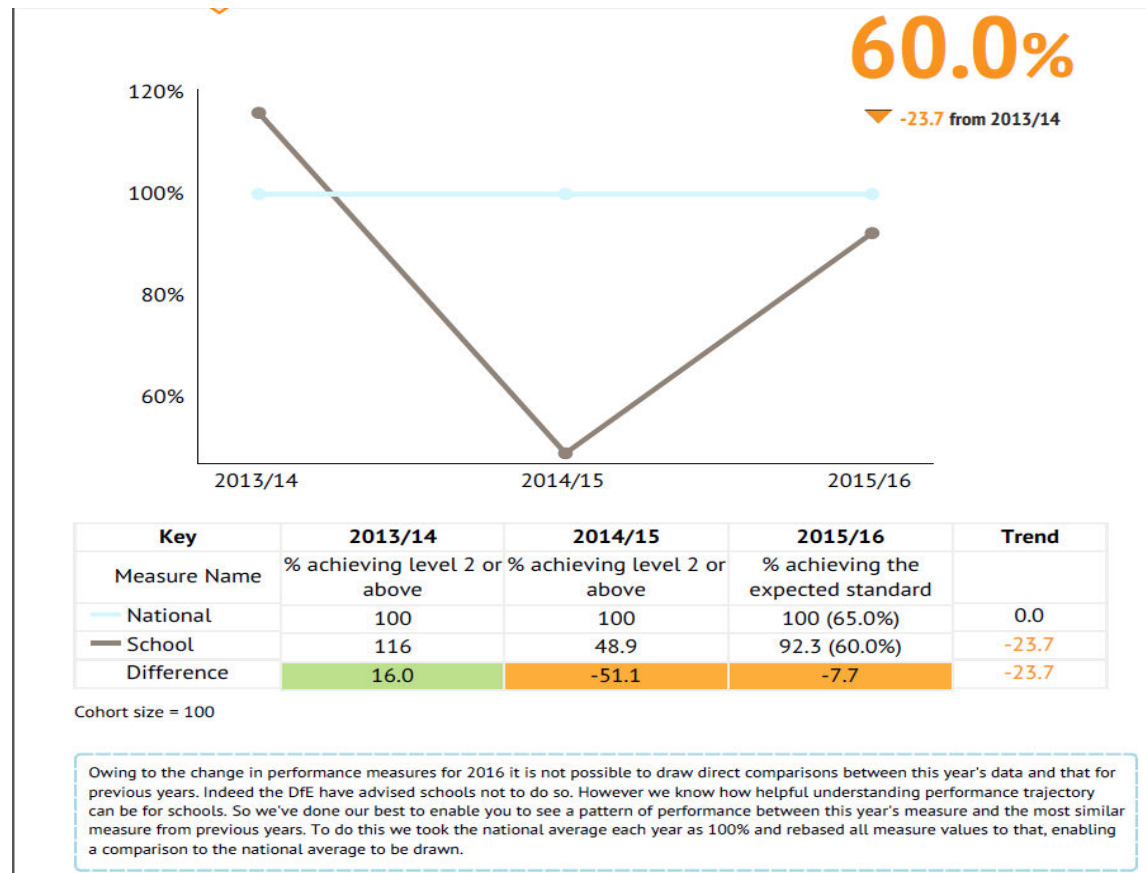 60.0%
-23.7 from 2013/14
120%
100%
80%
60%
2013/14 2014/15 2015/16
Key 2013/14 2014/15 2015/16 Trend
Measure Name % achieving level 2 or above % achieving level 2 or above % achieving the expected standard
National 100 100 100 (65.0%) 0.0
School 116 48.9 92.3 (60.0%) -23.7
Difference 16.0 -51.1 -7.7 -23.7
Cohort size = 100
Owing to the change in performance measures for 2016 it is not possible to draw direct comparisons between this year's data and that for
previous years. Indeed the DfE have advised schools not to do so. However we know how helpful understanding performance trajectory
can be for schools. So we've done our best to enable you to see a pattern of performance between this year's measure and the most similar
measure from previous years. To do this we took the national average each year as 100% and rebased all measure values to that, enabling
a comparison to the national average to be drawn.